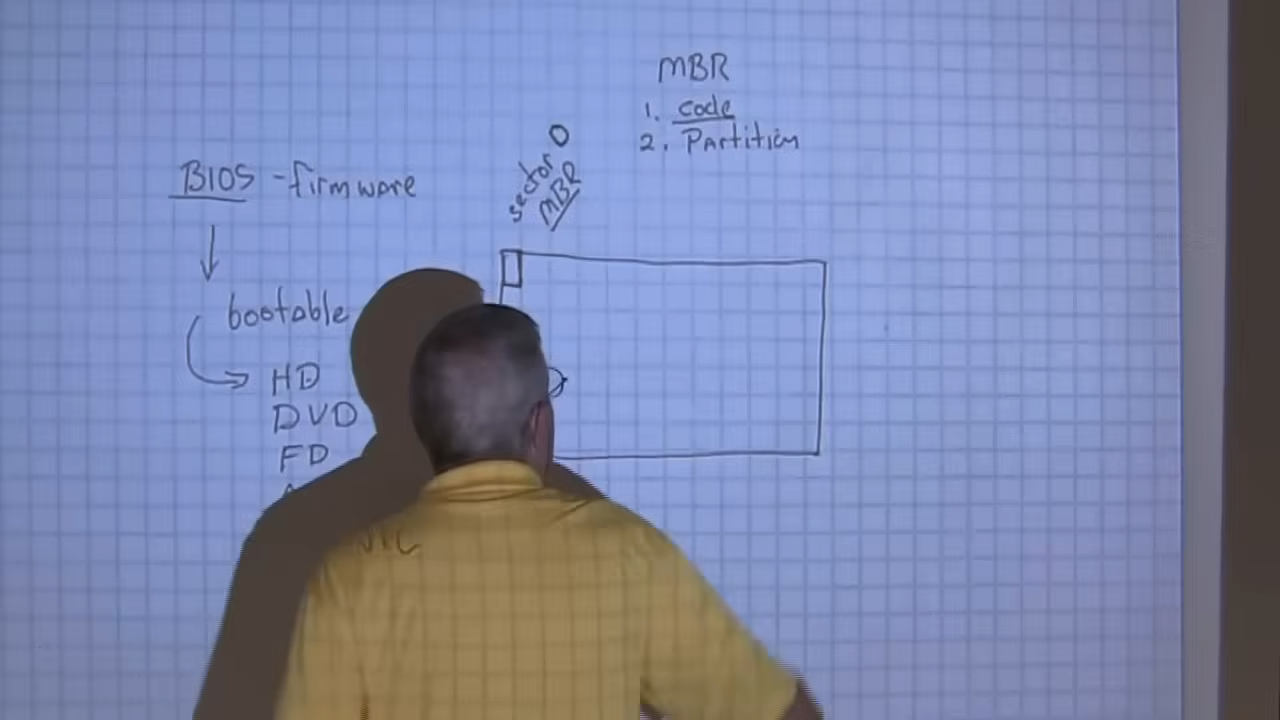 MBR
1. code
2. Partition
sector 0
MBR
BIOS - firmware
bootable
HD
DVD
FD